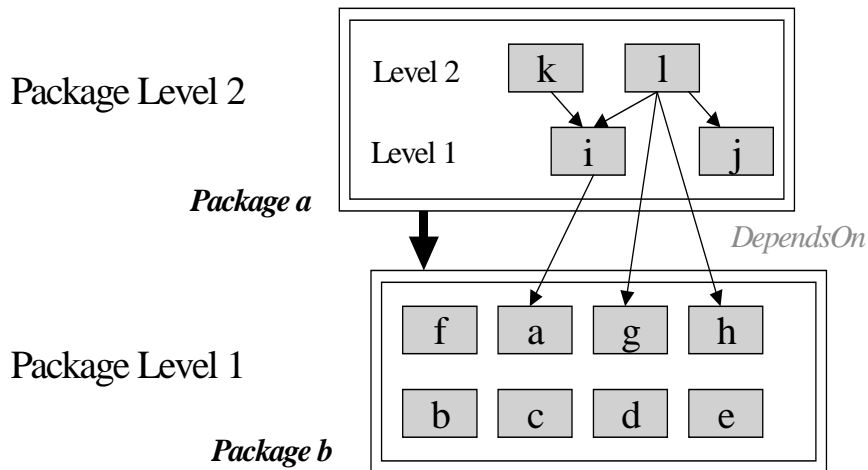 Level 2 k l
Package Level 2
Level 1 i j
Package a
DependsOn
f a g h
Package Level 1
b c d e
Package b